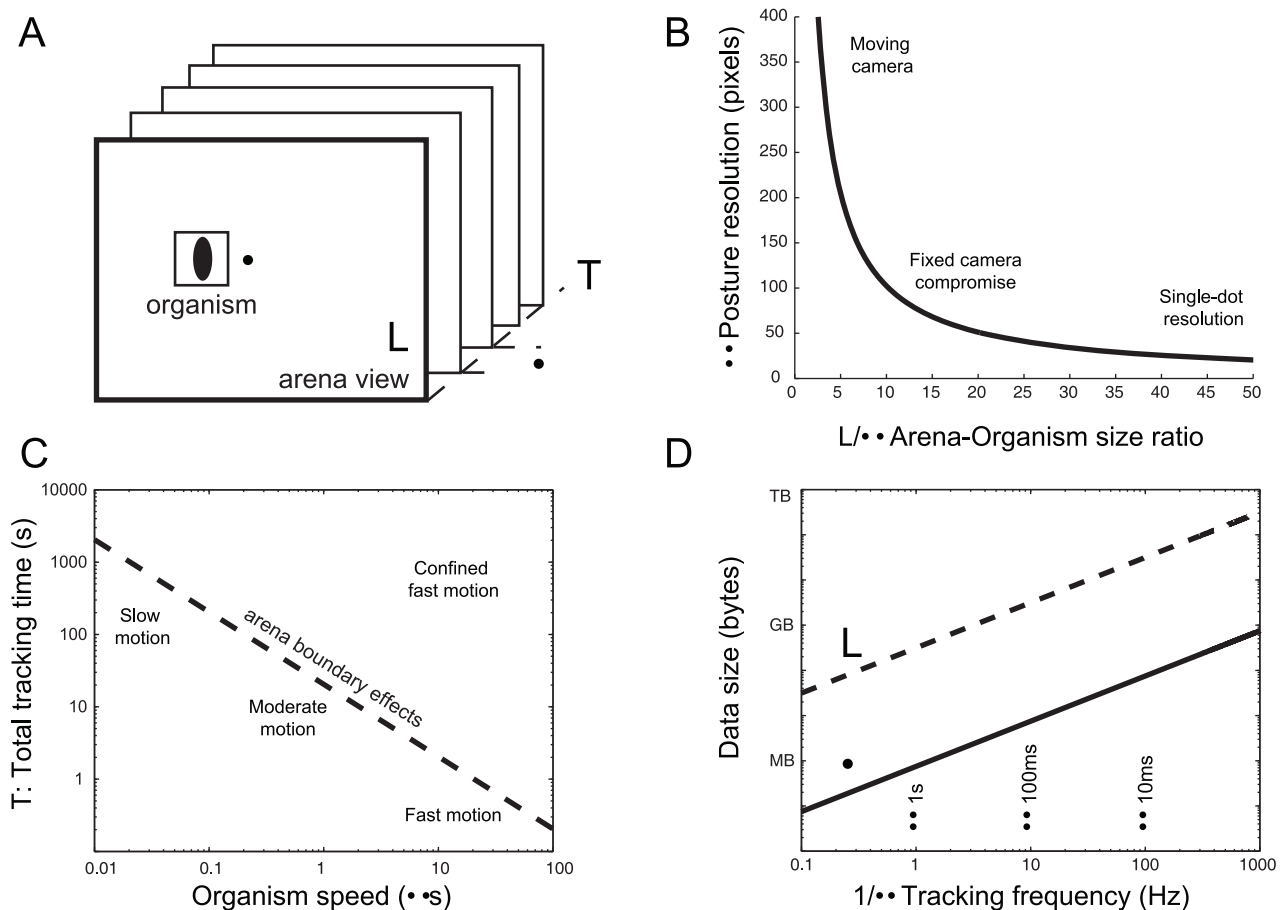 A
organism
L
arena view
T
B
•• Posture resolution (pixels)
400
350
300
250
200
150
100
50
0
Moving
camera
Fixed camera
compromise
Single-dot
resolution
0 5 10 15 20 25 30 35 40 45 50
L/•• Arena-Organism size ratio
C
T: Total tracking time (s)
10000
1000
100
10
1
Confined
fast motion
Slow
motion
arena boundary effects
Moderate
motion
Fast motion
0.01 0.1 1 10 100
Organism speed (••s)
D
Data size (bytes)
TB
GB
MB
L
•• 1s
•• 100ms
•• 10ms
0.1 1 10 100 1000
1/•• Tracking frequency (Hz)